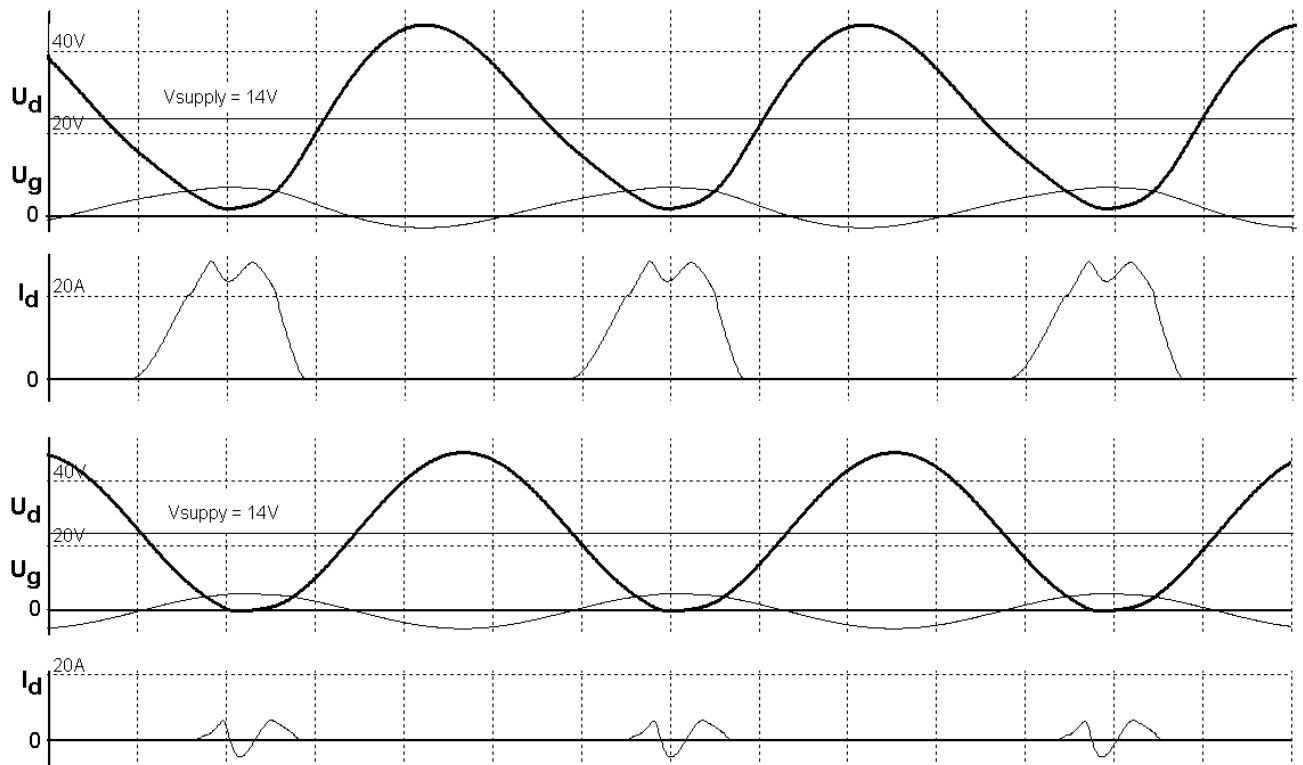 40V
Ud
Vsupply = 14V
20V
Ug
0
Id
20A
0
40V
Ud
Vsuppy = 14V
20V
Ug
0
20A
Id
0